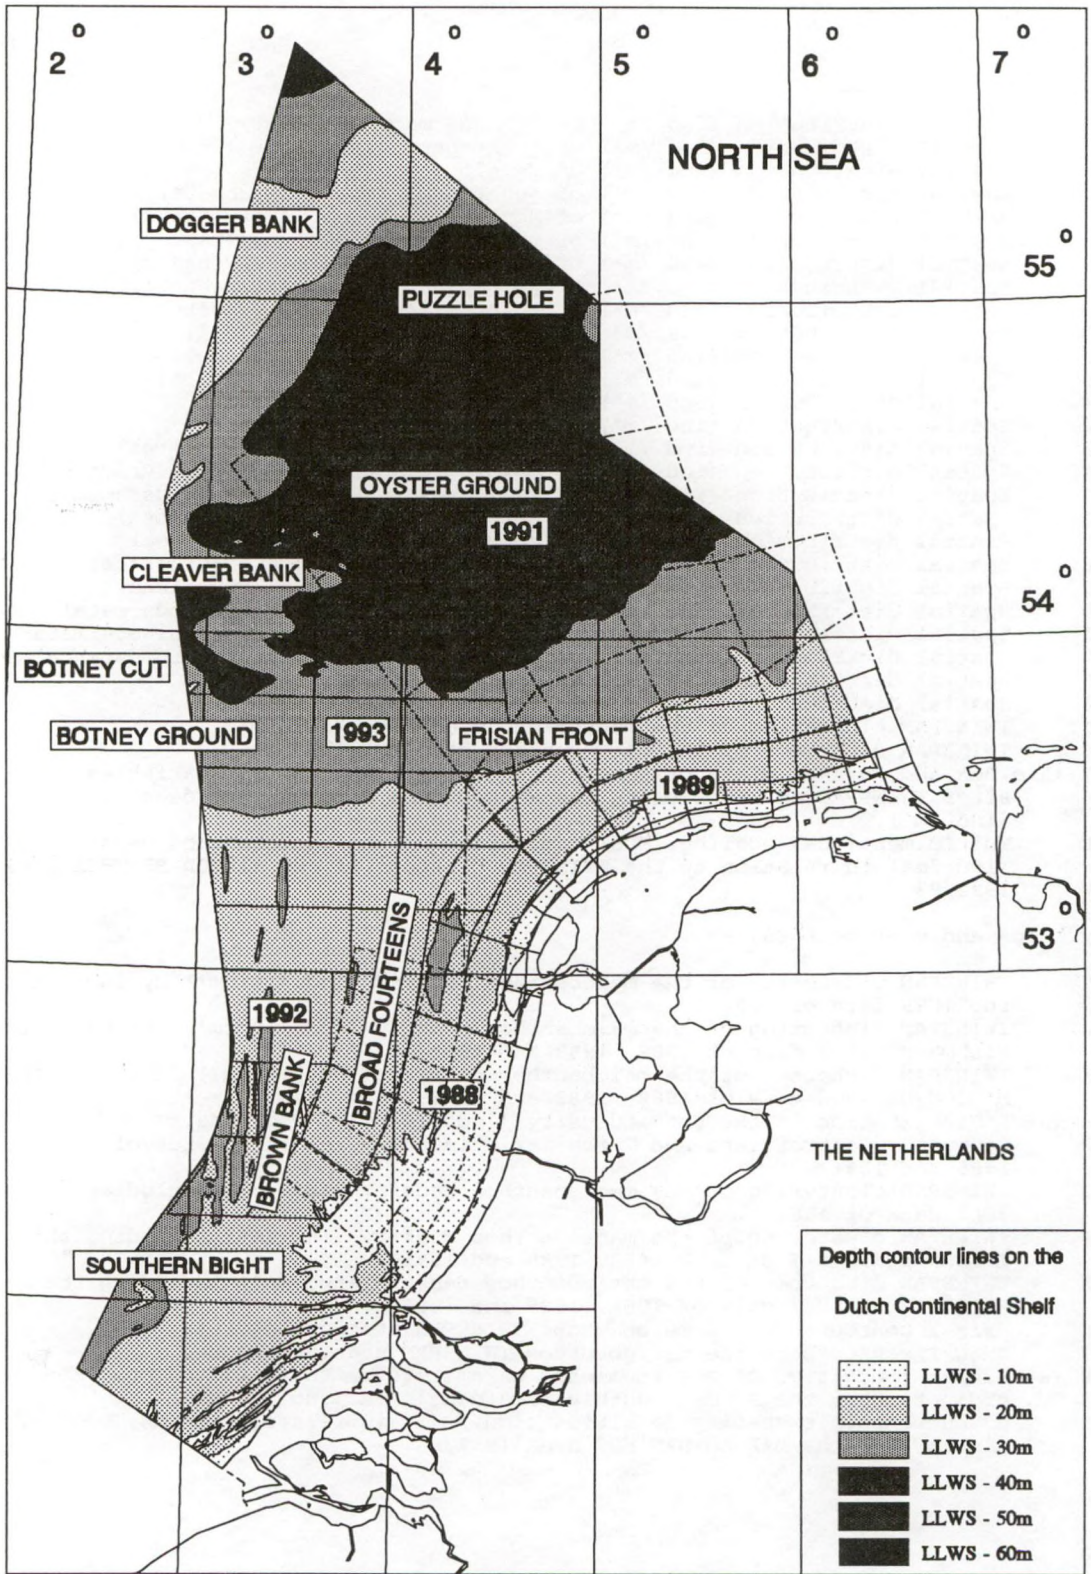 2° 3° 4° 5° 6° 7°
NORTH SEA
DOGGER BANK
55°
PUZZLE HOLE
OYSTER GROUND
1991
CLEAVER BANK
54°
BOTNEY CUT
BOTNEY GROUND
1993
FRISIAN FRONT
1989
53°
BROAD FOURTEENS
1992
BROWN BANK
1988
THE NETHERLANDS
SOUTHERN BIGHT
Depth contour lines on the
Dutch Continental Shelf
LLWS - 10m
LLWS - 20m
LLWS - 30m
LLWS - 40m
LLWS - 50m
LLWS - 60m